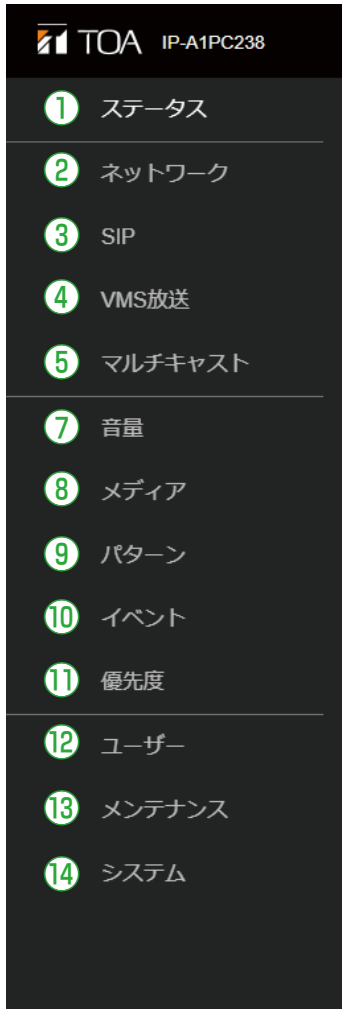 TOA IP-A1PC238
① ステータス
② ネットワーク
③ SIP
④ VMS放送
⑤ マルチキャスト
⑦ 音量
⑧ メディア
⑨ パターン
⑩ イベント
⑪ 優先度
⑫ ユーザー
⑬ メンテナンス
⑭ システム